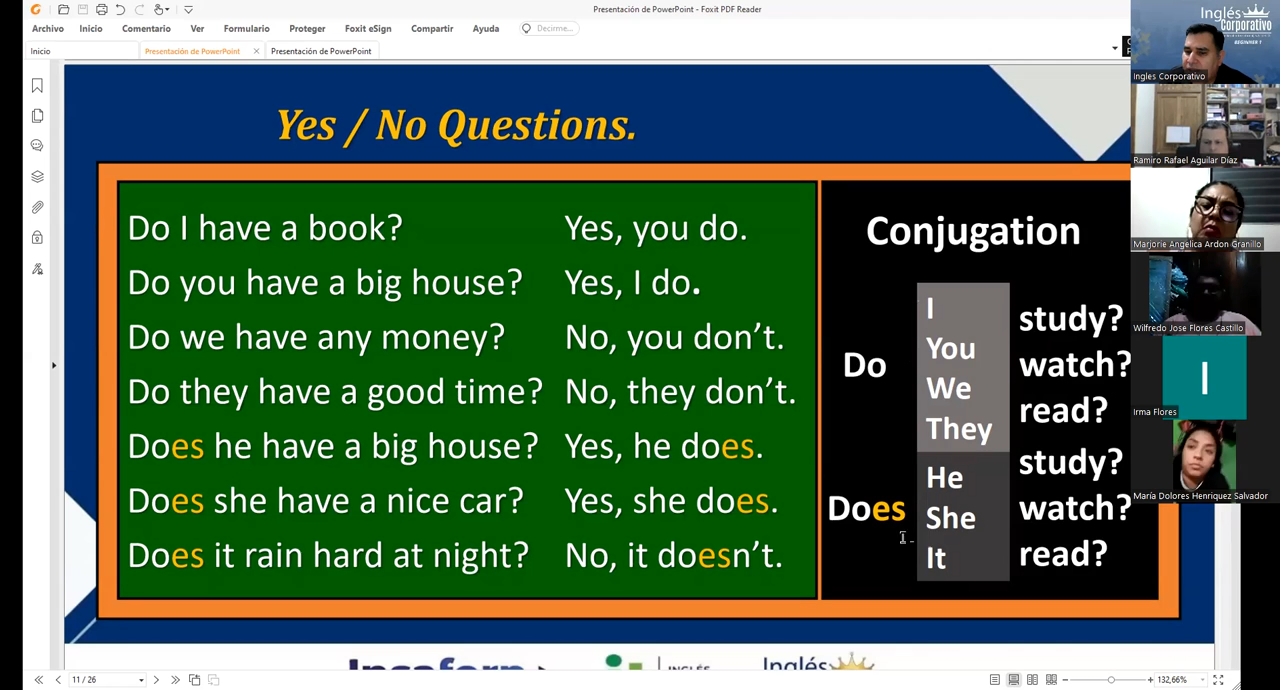 Presentación de PowerPoint - Foxit PDF Reader
Archivo Inicio Comentario Ver Formulario Proteger Foxit eSign Compartir Ayuda Decirme...
Inicio Presentación de PowerPoint Presentación de PowerPoint
Yes / No Questions.
Do I have a book? Yes, you do.
Do you have a big house? Yes, I do.
Do we have any money? No, you don't.
Do they have a good time? No, they don't.
Does he have a big house? Yes, he does.
Does she have a nice car? Yes, she does.
Does it rain hard at night? No, it doesn't.
Conjugation
Do
I
You
We
They
study?
watch?
read?
Does
He
She
It
study?
watch?
read?
INGLÉS
Inglés
11 / 26
132,66%
Inglés
Corporativo
BEGINNER 1
Ingles Corporativo
Ramiro Rafael Aguilar Díaz
Marjorie Angelica Ardon Granillo
Wilfredo Jose Flores Castillo
I
Irma Flores
María Dolores Henriquez Salvador